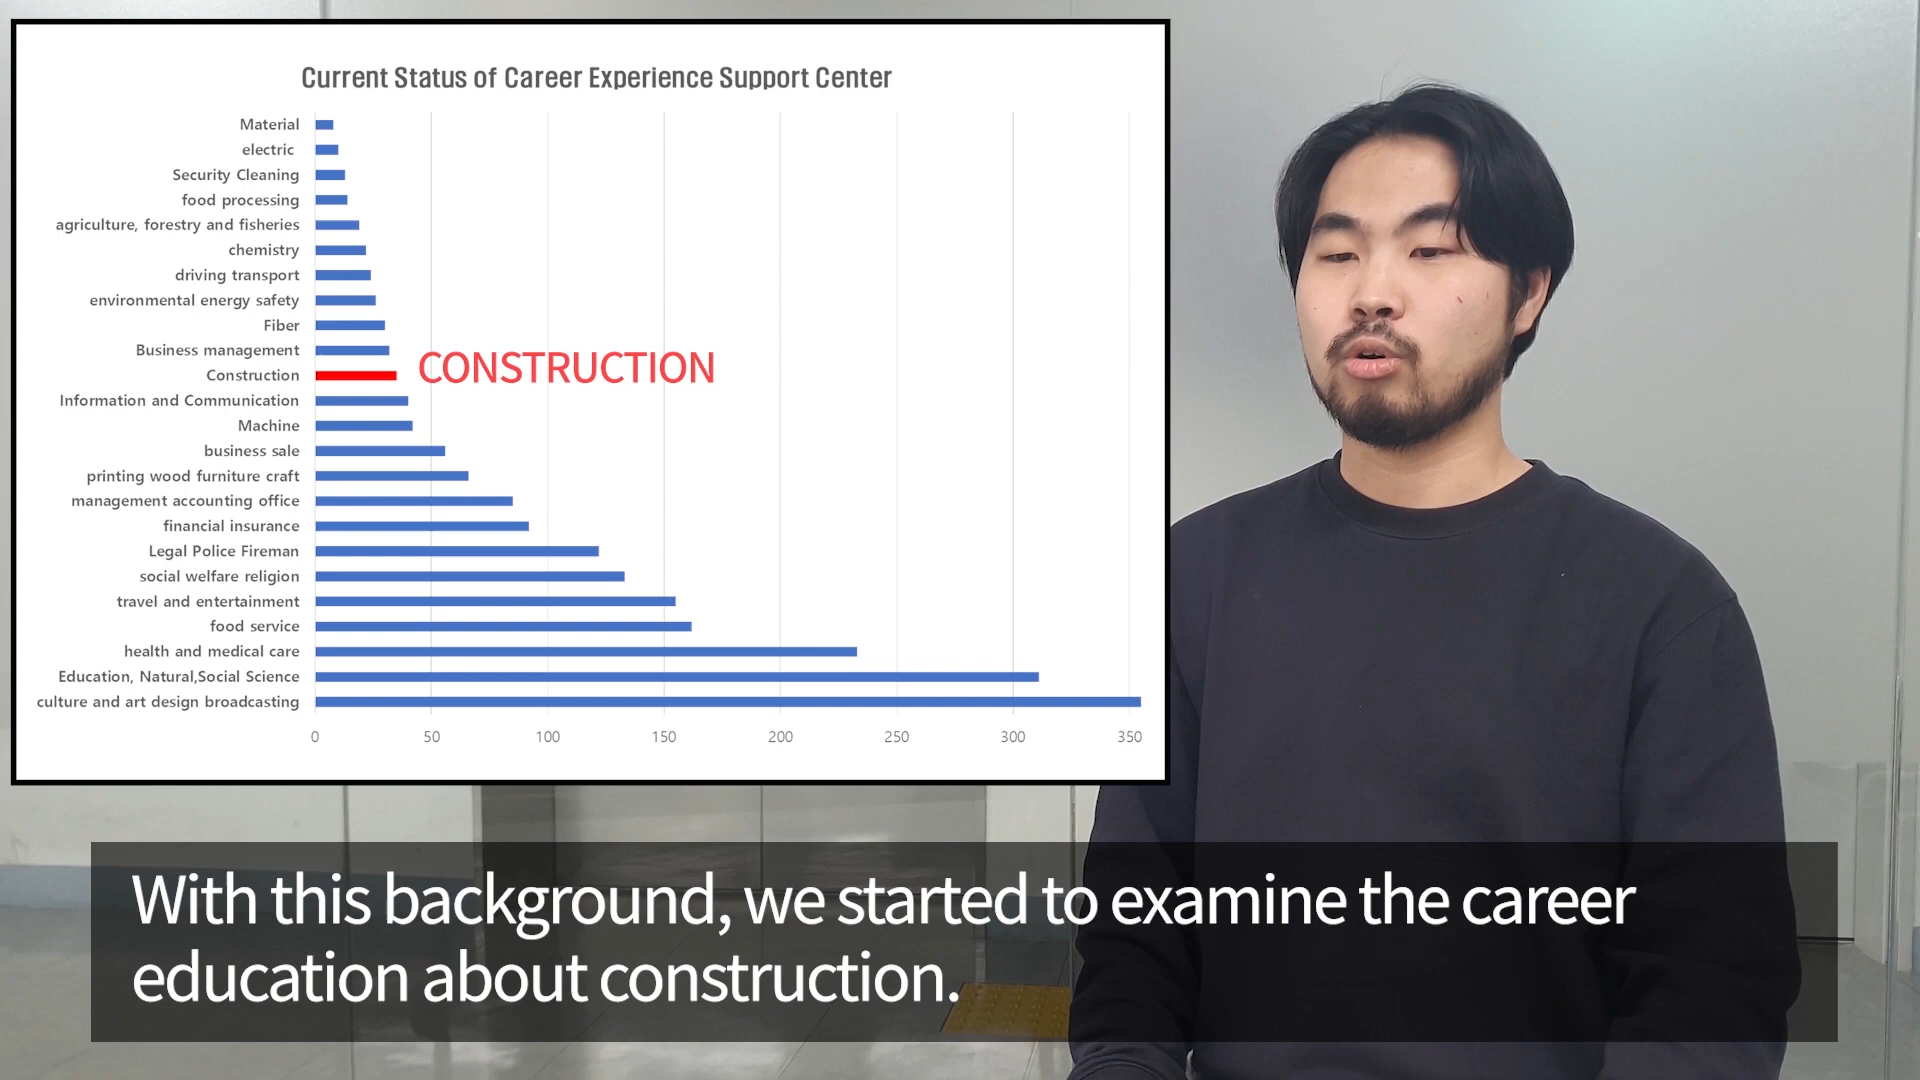 Current Status of Career Experience Support Center
Material
electric
Security Cleaning
food processing
agriculture, forestry and fisheries
chemistry
driving transport
environmental energy safety
Fiber
Business management
Construction
CONSTRUCTION
Information and Communication
Machine
business sale
printing wood furniture craft
management accounting office
financial insurance
Legal Police Fireman
social welfare religion
travel and entertainment
food service
health and medical care
Education, Natural,Social Science
culture and art design broadcasting
0 50 100 150 200 250 300 350
With this background, we started to examine the career
education about construction.